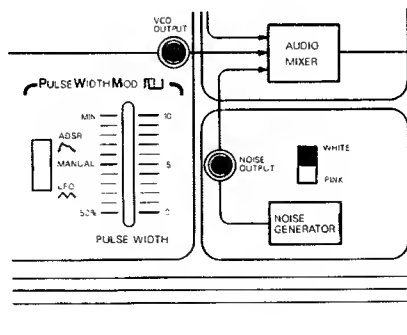 VCO
OUTPUT
AUDIO
MIXER
PULSE WIDTH MOD
MIN
10
ADSR
MANUAL
5
LFO
50%
0
PULSE WIDTH
NOISE
OUTPUT
WHITE
PINK
NOISE
GENERATOR